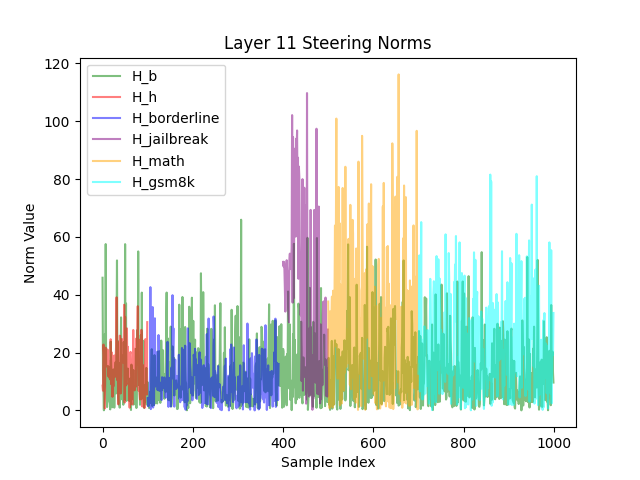 Layer 11 Steering Norms
Norm Value
120
100
80
60
40
20
0
H_b
H_h
H_borderline
H_jailbreak
H_math
H_gsm8k
0
200
400
600
800
1000
Sample Index